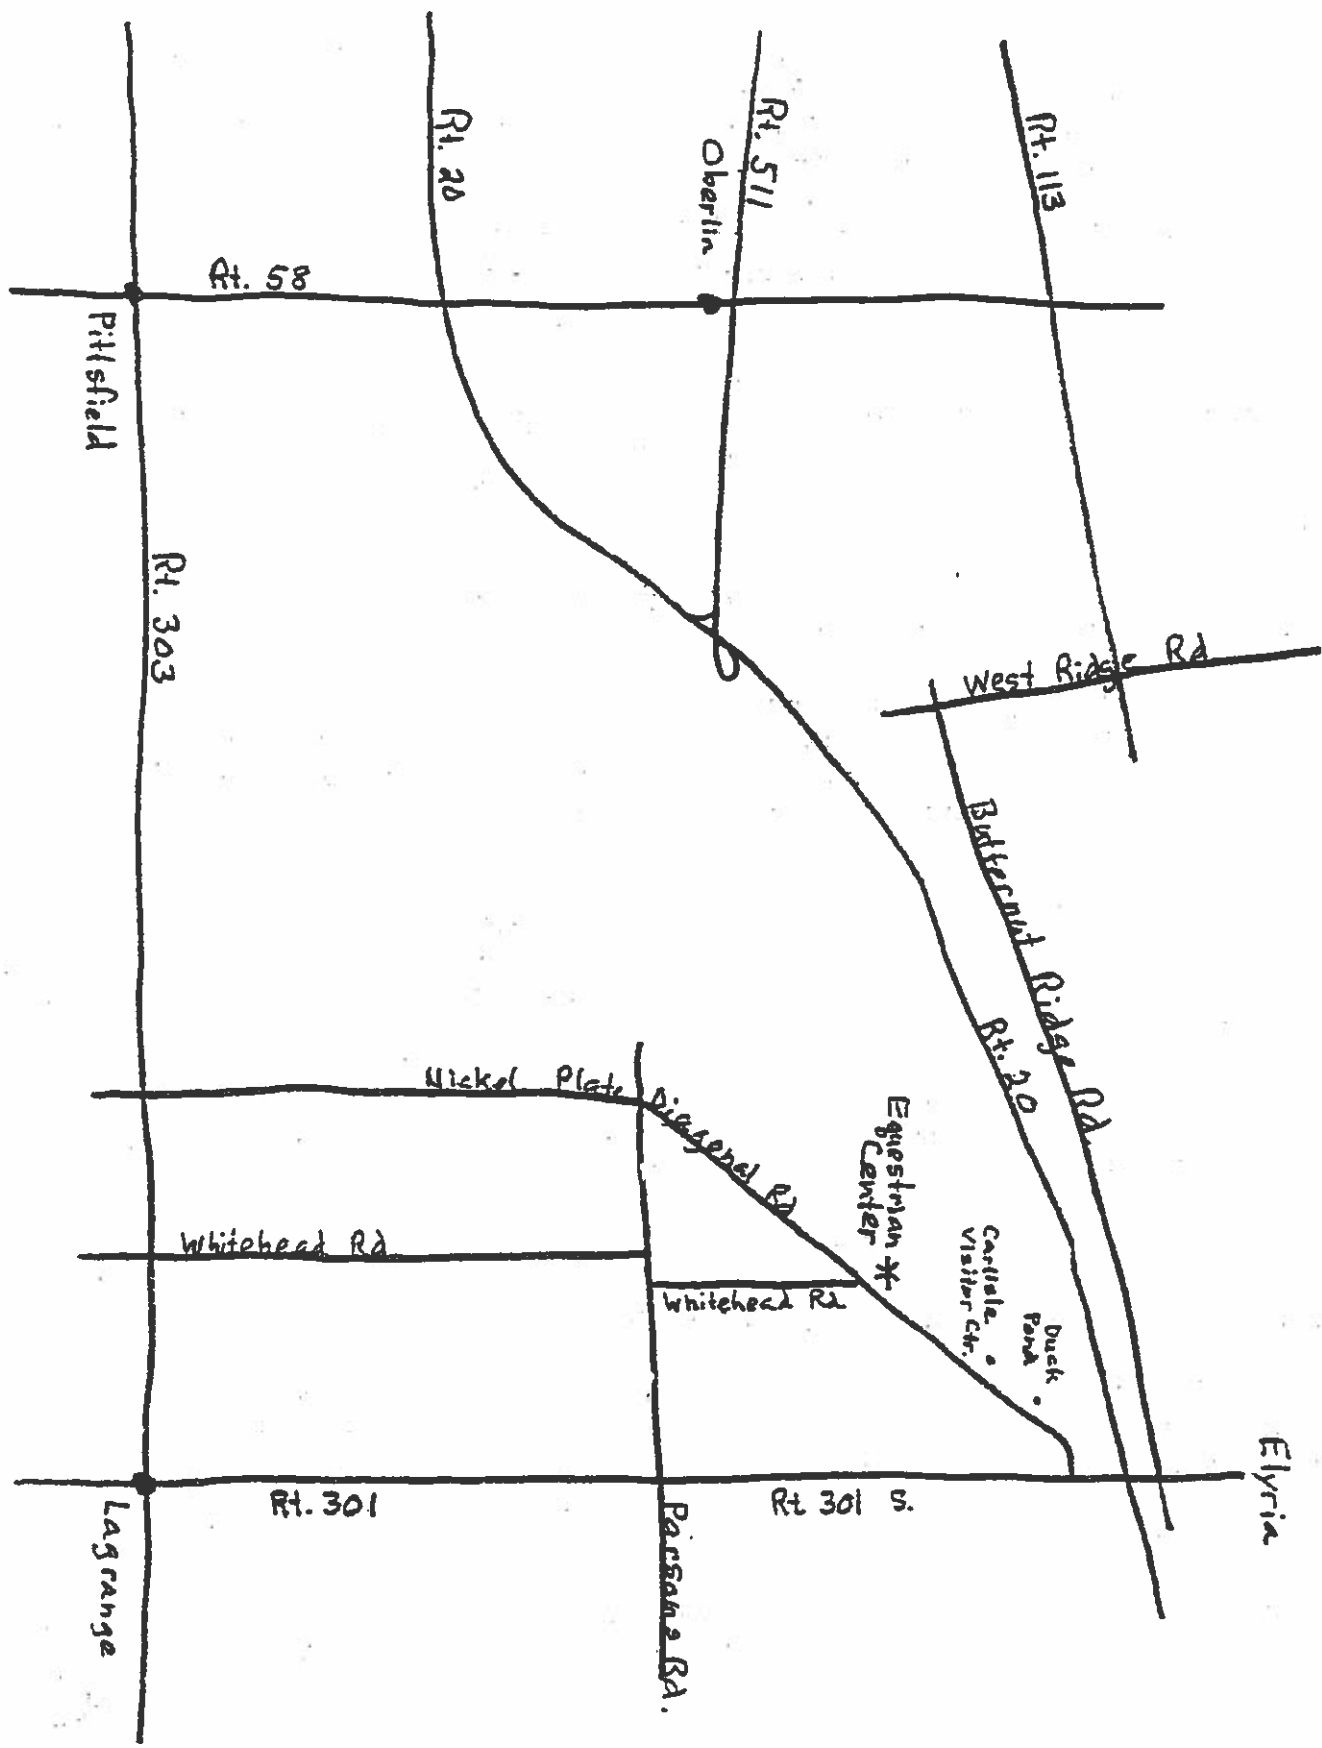 Rt. 20
Rt. 511
Oberlin
Rt. 113
Rt. 58
Pittsfield
Rt. 303
West Ridge Rd
Butternut Ridge Rd.
Rt. 20
Nickel Plate
Diagonal Rd
Equestrian
Center
Whitehead Rd
Whitehead Rd
Carlisle
Visitor Ctr.
Duck
Pond
Elyria
Rt. 301
Rt 301 S.
Lagrange
Parsons Rd.